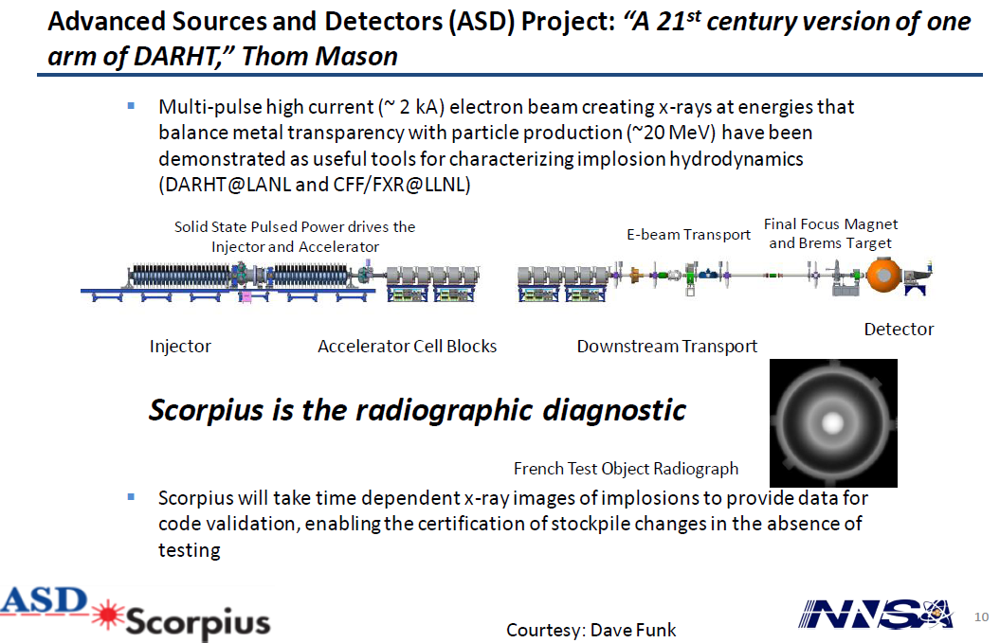 Advanced Sources and Detectors (ASD) Project: “A 21st century version of one
arm of DARHT,” Thom Mason
▪ Multi-pulse high current (~ 2 kA) electron beam creating x-rays at energies that
balance metal transparency with particle production (~20 MeV) have been
demonstrated as useful tools for characterizing implosion hydrodynamics
(DARHT@LANL and CFF/FXR@LLNL)
Solid State Pulsed Power drives the
Injector and Accelerator
E-beam Transport
Final Focus Magnet
and Brems Target
Injector
Accelerator Cell Blocks
Downstream Transport
Detector
Scorpius is the radiographic diagnostic
French Test Object Radiograph
▪ Scorpius will take time dependent x-ray images of implosions to provide data for
code validation, enabling the certification of stockpile changes in the absence of
testing
ASD Scorpius
Courtesy: Dave Funk
NNSA
10